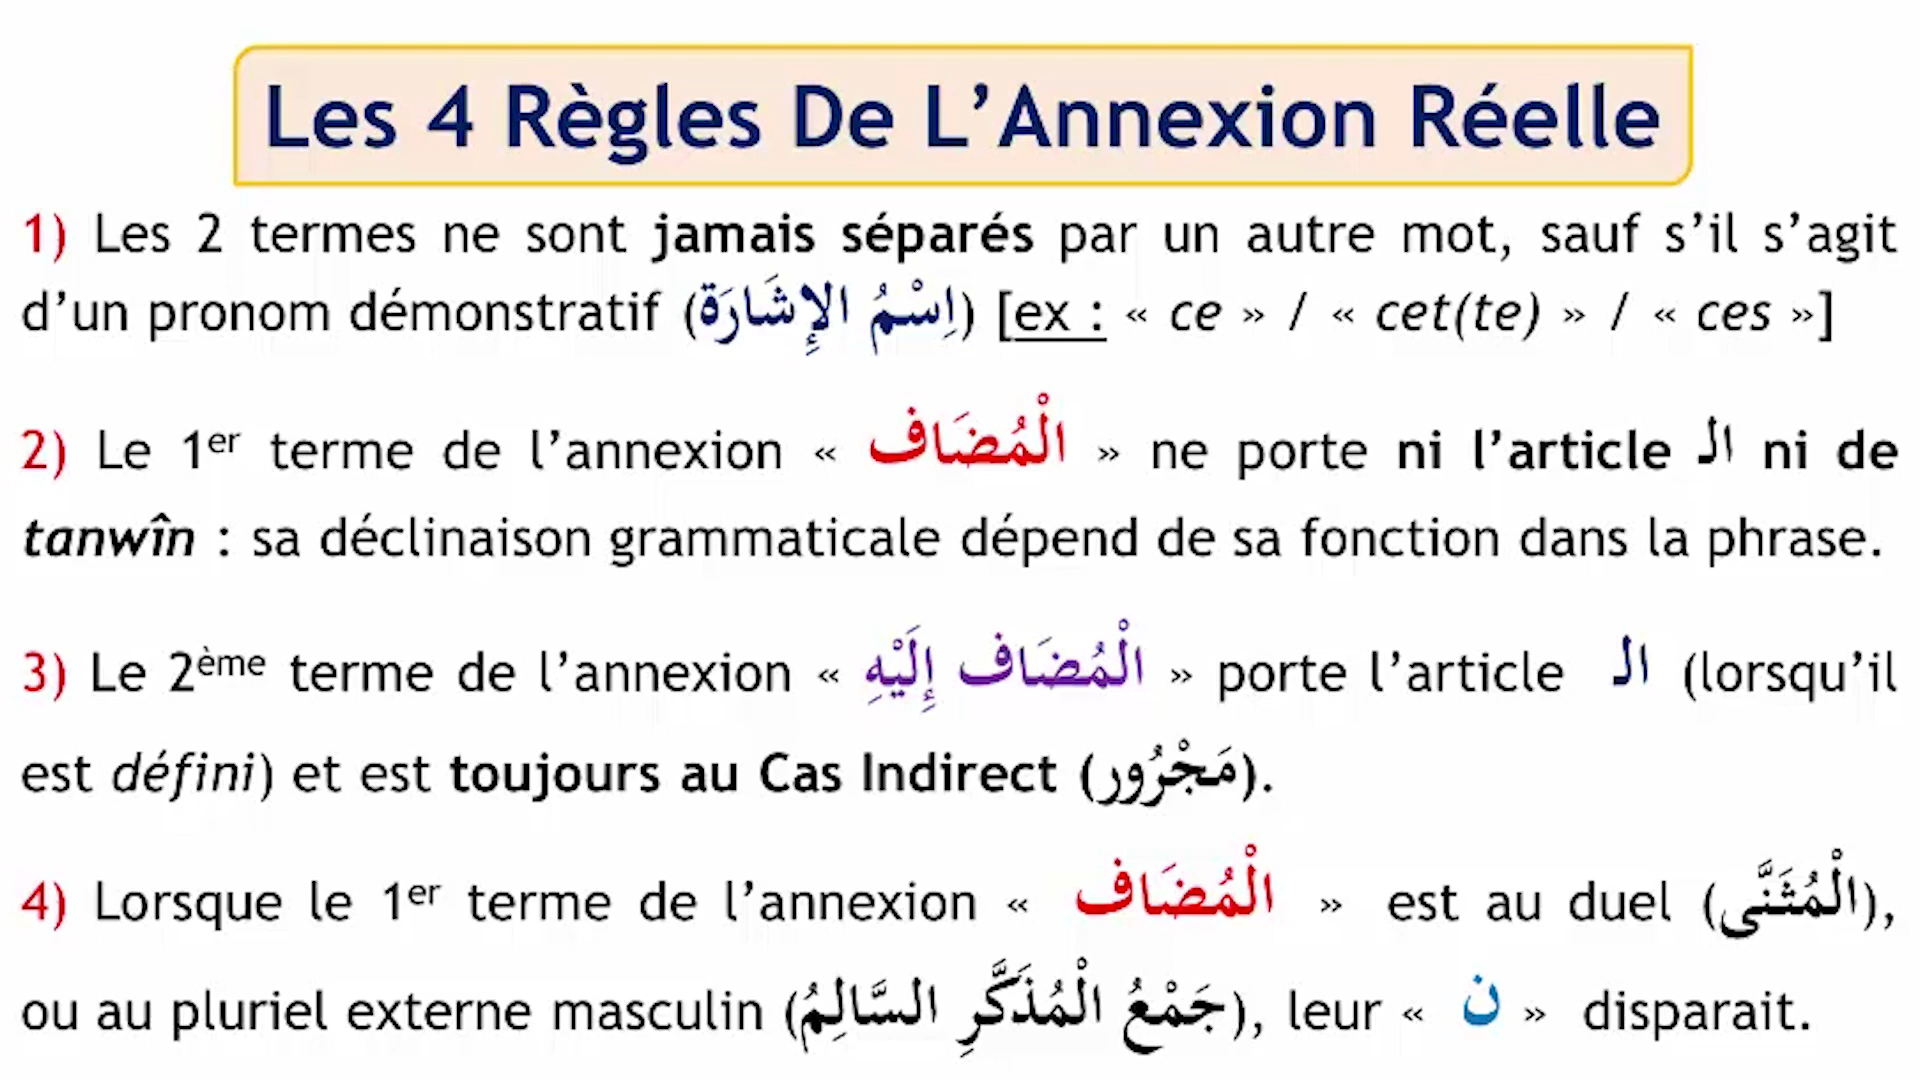 Les 4 Règles De L’Annexion Réelle
1) Les 2 termes ne sont jamais séparés par un autre mot, sauf s’il s’agit
d’un pronom démonstratif (اِسْمُ الإِشَارَة) [ex : « ce » / « cet(te) » / « ces »]
2) Le 1er terme de l’annexion « الْمُضَاف » ne porte ni l’article الـ ni de
tanwîn : sa déclinaison grammaticale dépend de sa fonction dans la phrase.
3) Le 2ème terme de l’annexion « الْمُضَاف إِلَيْهِ » porte l’article الـ (lorsqu’il
est défini) et est toujours au Cas Indirect (مَجْرُور).
4) Lorsque le 1er terme de l’annexion « الْمُضَاف » est au duel (الْمُثَنَّى),
ou au pluriel externe masculin (جَمْعُ الْمُذَكَّرِ السَّالِمُ), leur « ن » disparait.